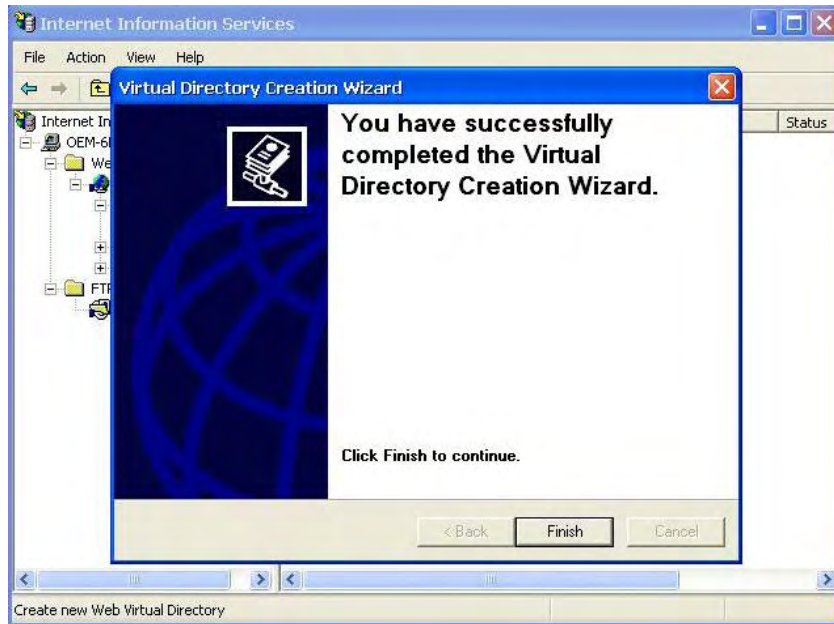 Internet Information Services
File Action View Help
Virtual Directory Creation Wizard
Internet In
Status
OEM-6
We
FTP
You have successfully
completed the Virtual
Directory Creation Wizard.
Click Finish to continue.
< Back Finish Cancel
Create new Web Virtual Directory